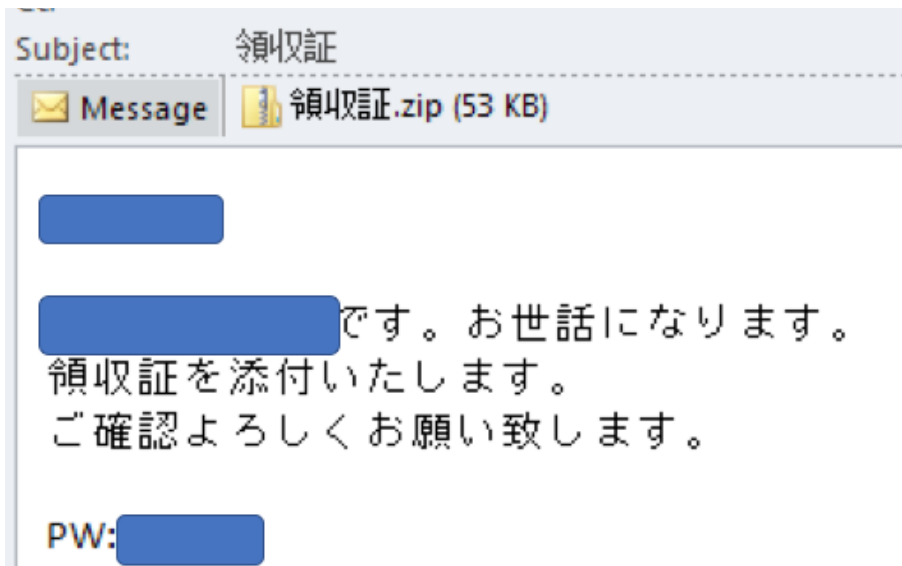 Subject: 領収証
Message 領収証.zip (53 KB)
です。お世話になります。
領収証を添付いたします。
ご確認よろしくお願い致します。
PW: